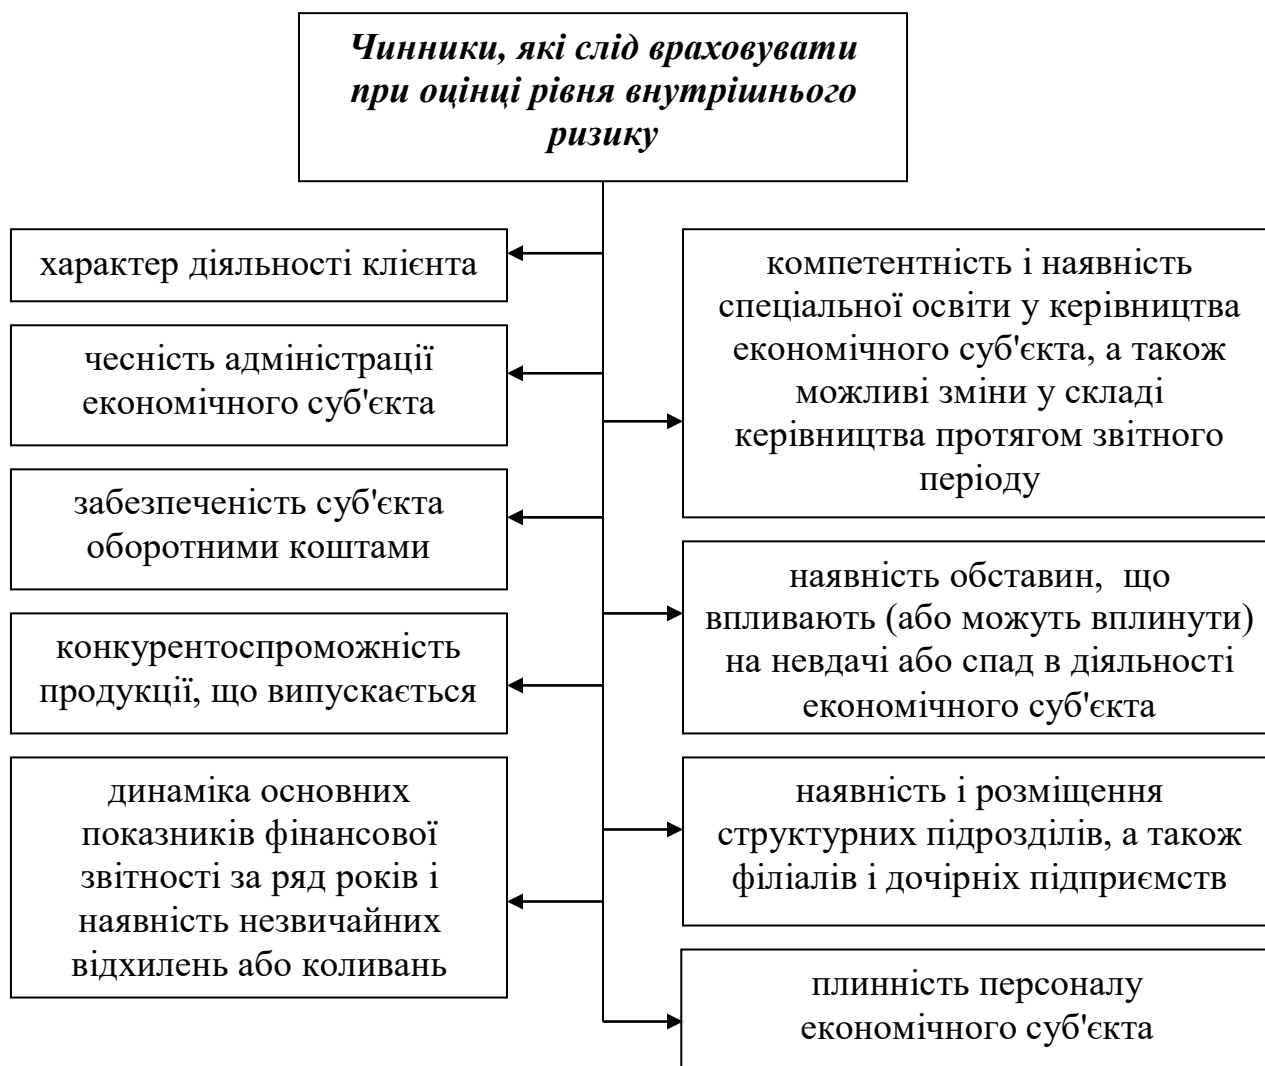 Чинники, які слід враховувати
при оцінці рівня внутрішнього
ризику
характер діяльності клієнта
чесність адміністрації
економічного суб'єкта
забезпеченість суб'єкта
оборотними коштами
конкурентоспроможність
продукції, що випускається
динаміка основних
показників фінансової
звітності за ряд років і
наявність незвичайних
відхилень або коливань
компетентність і наявність
спеціальної освіти у керівництва
економічного суб'єкта, а також
можливі зміни у складі
керівництва протягом звітного
періоду
наявність обставин, що
впливають (або можуть вплинути)
на невдачі або спад в діяльності
економічного суб'єкта
наявність і розміщення
структурних підрозділів, а також
філіалів і дочірніх підприємств
плинність персоналу
економічного суб'єкта